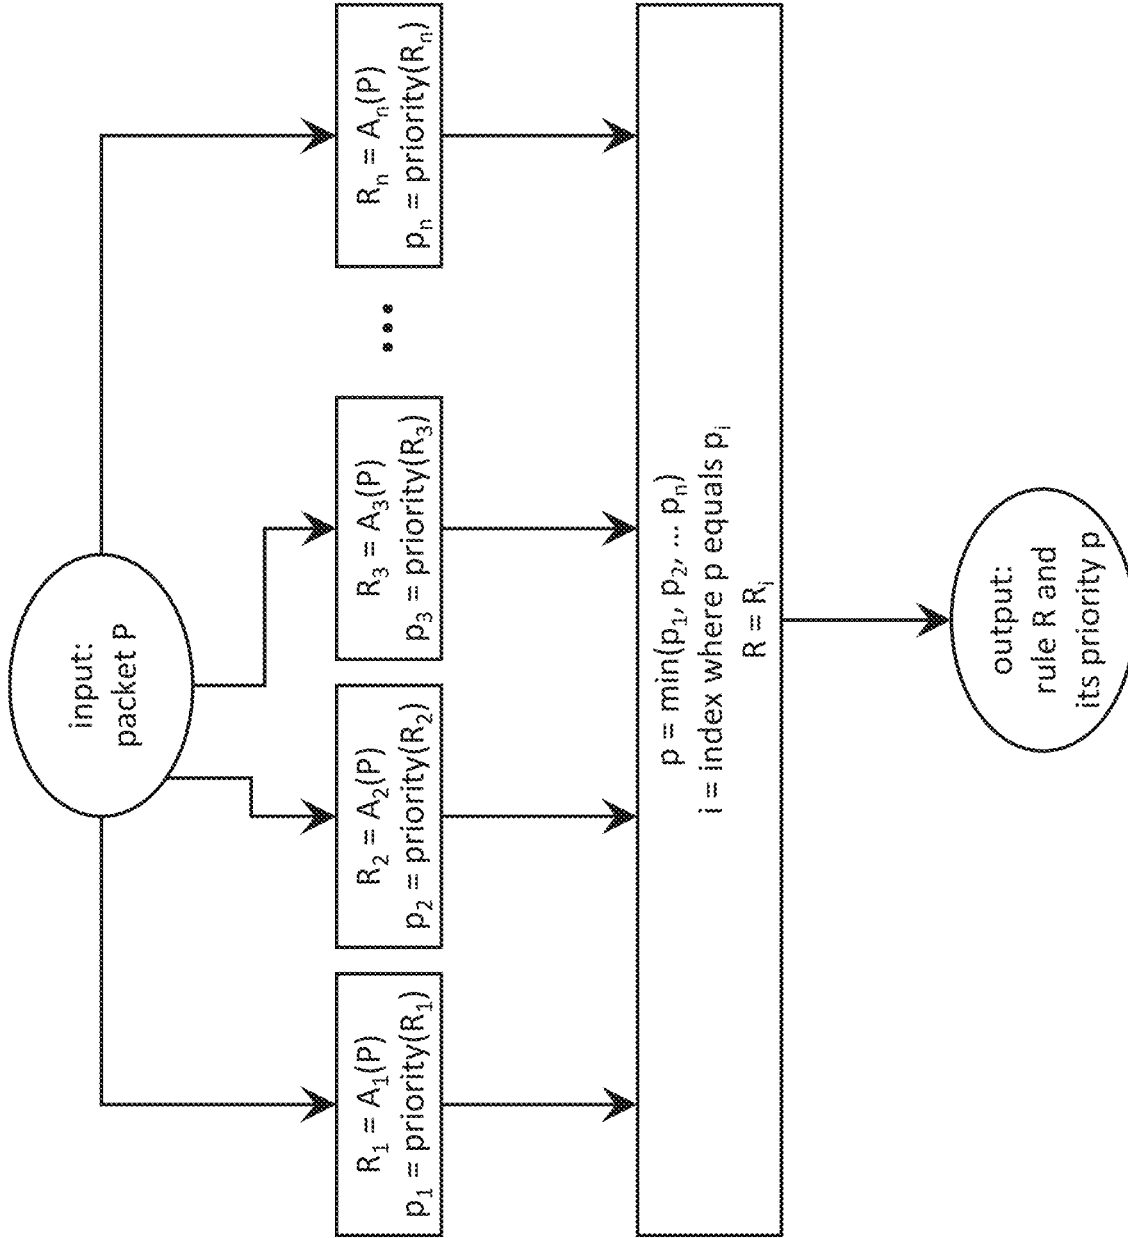 input:
packet P
R₁ = A₁(P)
p₁ = priority(R₁)
R₂ = A₂(P)
p₂ = priority(R₂)
R₃ = A₃(P)
p₃ = priority(R₃)
...
Rₙ = Aₙ(P)
pₙ = priority(Rₙ)
p = min(p₁, p₂, ... pₙ)
i = index where p equals pᵢ
R = Rᵢ
output:
rule R and
its priority p